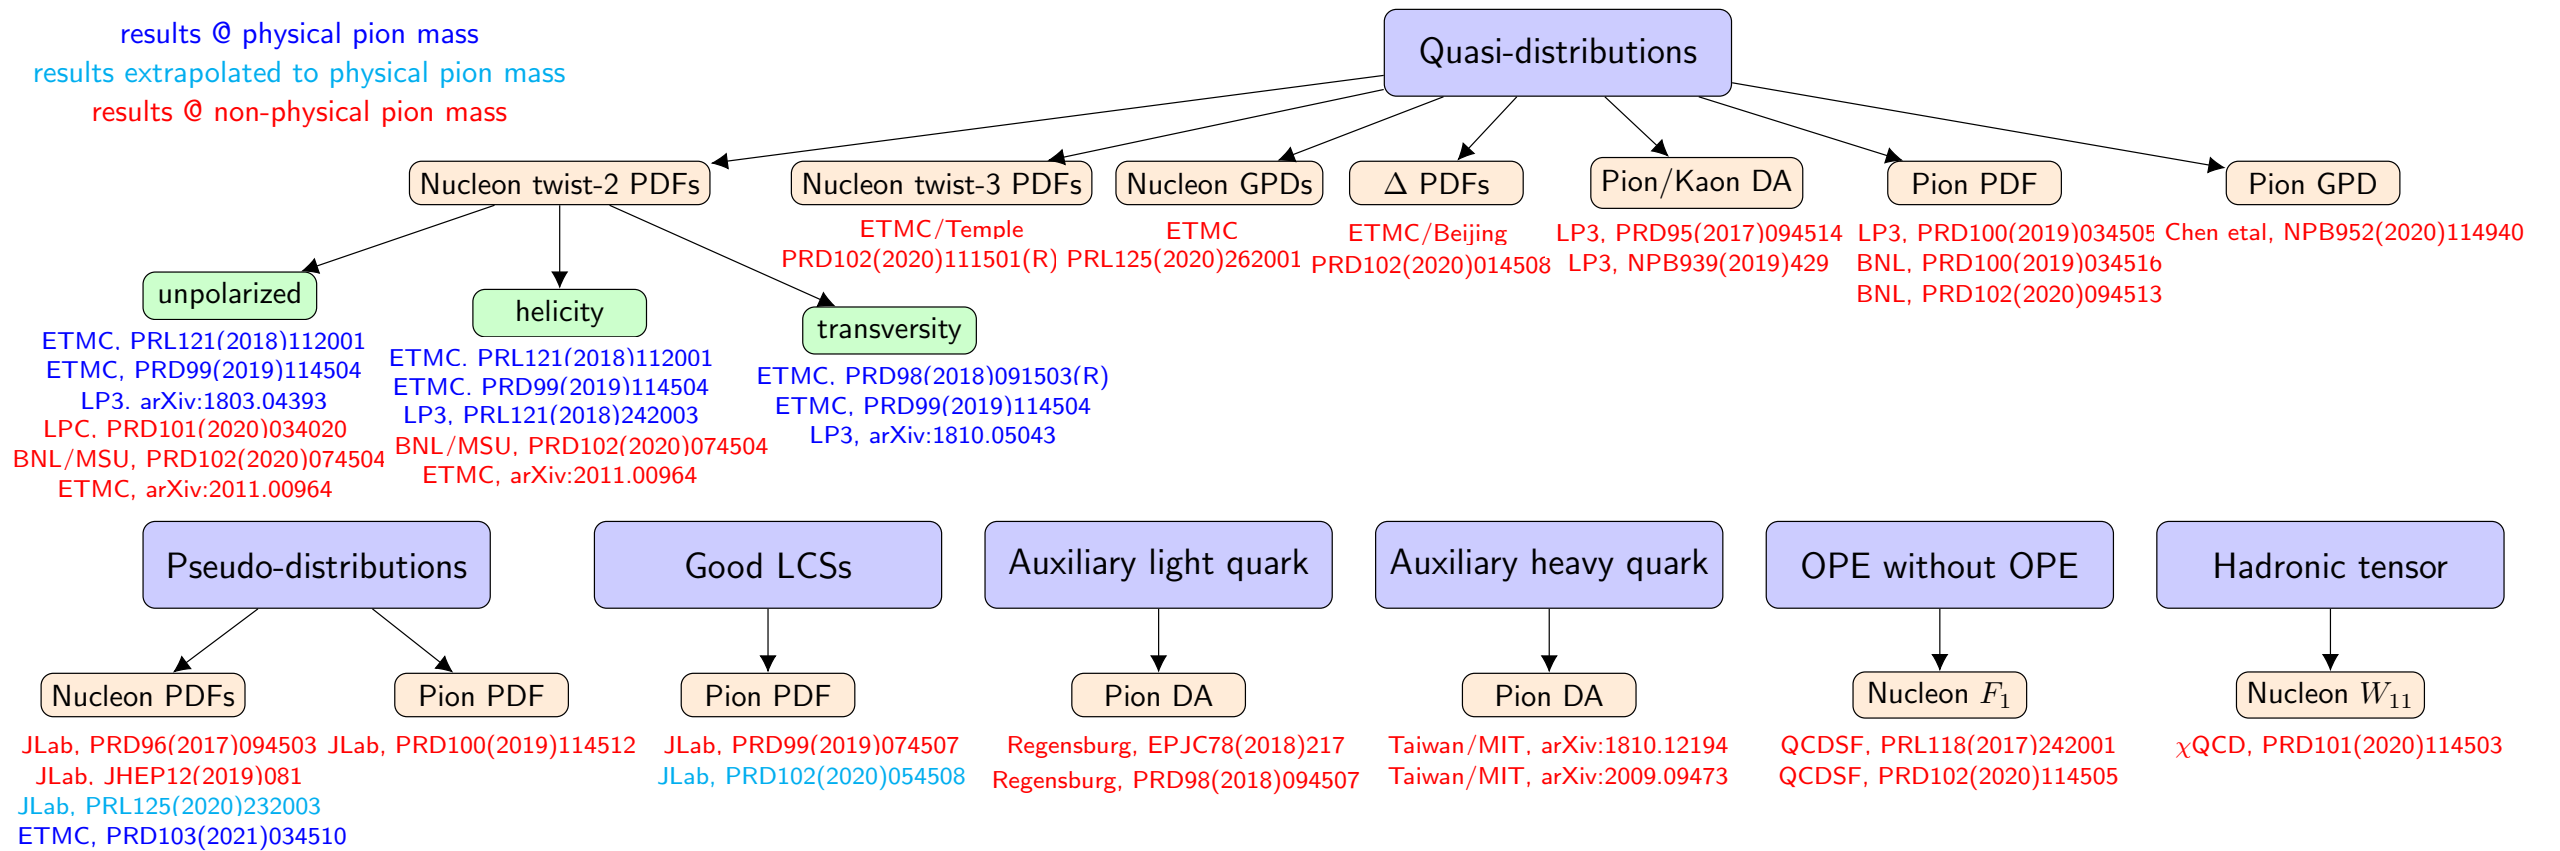 results @ physical pion mass
results extrapolated to physical pion mass
results @ non-physical pion mass
Quasi-distributions
Nucleon twist-2 PDFs
Nucleon twist-3 PDFs
Nucleon GPDs
Δ PDFs
Pion/Kaon DA
Pion PDF
Pion GPD
ETMC/Temple
PRD102(2020)111501(R)
ETMC
PRL125(2020)262001
ETMC/Beijing
PRD102(2020)014508
LP3, PRD95(2017)094514
LP3, NPB939(2019)429
LP3, PRD100(2019)034505
BNL, PRD100(2019)034516
BNL, PRD102(2020)094513
Chen etal, NPB952(2020)114940
unpolarized
ETMC, PRL121(2018)112001
ETMC, PRD99(2019)114504
LP3, arXiv:1803.04393
LPC, PRD101(2020)034020
BNL/MSU, PRD102(2020)074504
ETMC, arXiv:2011.00964
helicity
ETMC, PRL121(2018)112001
ETMC, PRD99(2019)114504
LP3, PRL121(2018)242003
BNL/MSU, PRD102(2020)074504
ETMC, arXiv:2011.00964
transversity
ETMC, PRD98(2018)091503(R)
ETMC, PRD99(2019)114504
LP3, arXiv:1810.05043
Pseudo-distributions
Good LCSs
Auxiliary light quark
Auxiliary heavy quark
OPE without OPE
Hadronic tensor
Nucleon PDFs
Pion PDF
Pion PDF
Pion DA
Pion DA
Nucleon F₁
Nucleon W₁₁
JLab, PRD96(2017)094503
JLab, JHEP12(2019)081
JLab, PRL125(2020)232003
ETMC, PRD103(2021)034510
JLab, PRD100(2019)114512
JLab, PRD99(2019)074507
JLab, PRD102(2020)054508
Regensburg, EPJC78(2018)217
Regensburg, PRD98(2018)094507
Taiwan/MIT, arXiv:1810.12194
Taiwan/MIT, arXiv:2009.09473
QCDSF, PRL118(2017)242001
QCDSF, PRD102(2020)114505
χQCD, PRD101(2020)114503